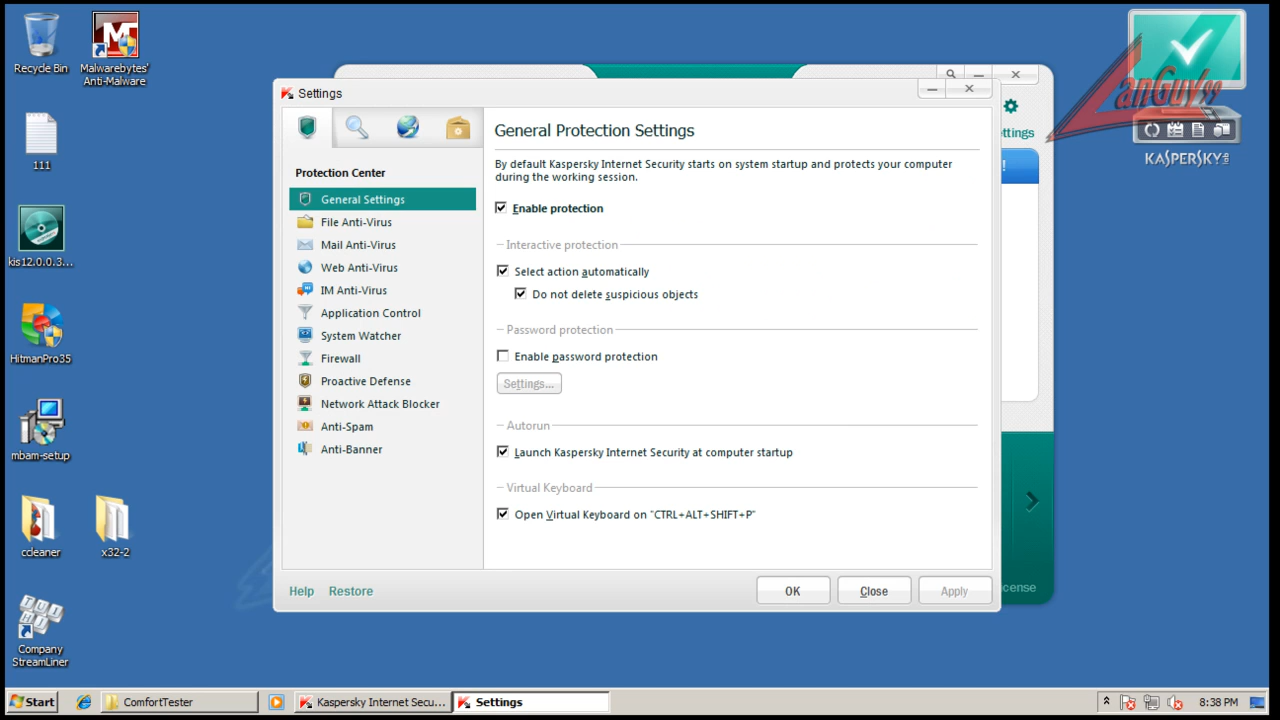 Recycle Bin
Malwarebytes'
Anti-Malware
111
kis12.0.0.3...
HitmanPro35
mbam-setup
ccleaner
x32-2
Company
StreamLiner
Settings
Protection Center
General Settings
File Anti-Virus
Mail Anti-Virus
Web Anti-Virus
IM Anti-Virus
Application Control
System Watcher
Firewall
Proactive Defense
Network Attack Blocker
Anti-Spam
Anti-Banner
General Protection Settings
By default Kaspersky Internet Security starts on system startup and protects your computer
during the working session.
Enable protection
Interactive protection
Select action automatically
Do not delete suspicious objects
Password protection
Enable password protection
Settings...
Autorun
Launch Kaspersky Internet Security at computer startup
Virtual Keyboard
Open Virtual Keyboard on "CTRL+ALT+SHIFT+P"
Help
Restore
OK
Close
Apply
ettings
!
cense
anGuy99
KASPERSKY
Start
ComfortTester
Kaspersky Internet Secu...
Settings
8:38 PM